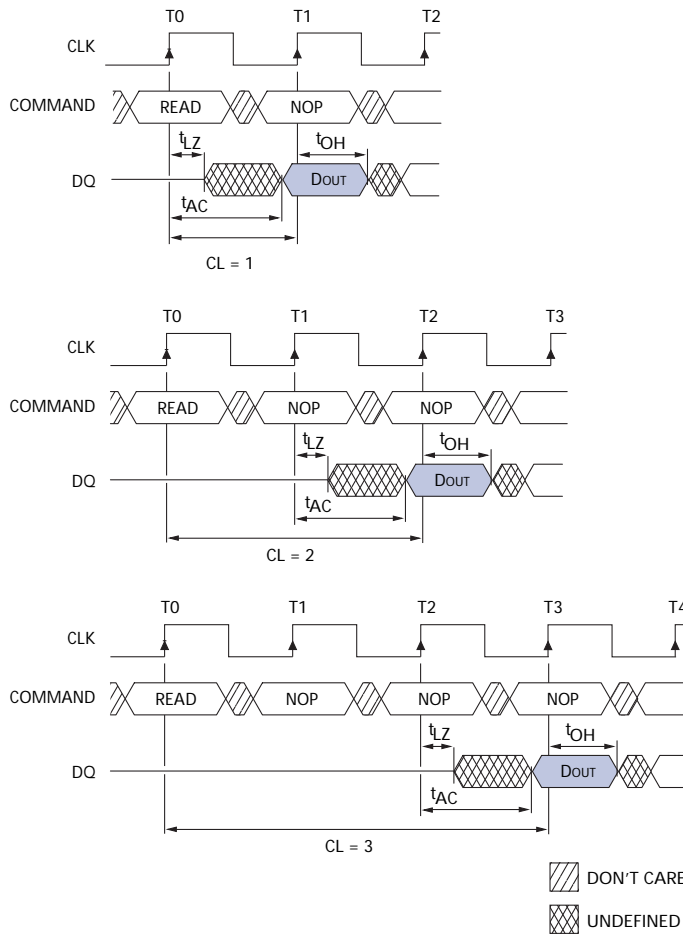 T0 T1 T2
CLK
COMMAND READ NOP
tLZ tOH
DQ DOUT
tAC
CL = 1
T0 T1 T2 T3
CLK
COMMAND READ NOP NOP
tLZ tOH
DQ DOUT
tAC
CL = 2
T0 T1 T2 T3 T4
CLK
COMMAND READ NOP NOP NOP
tLZ tOH
DQ DOUT
tAC
CL = 3
DON'T CARE
UNDEFINED